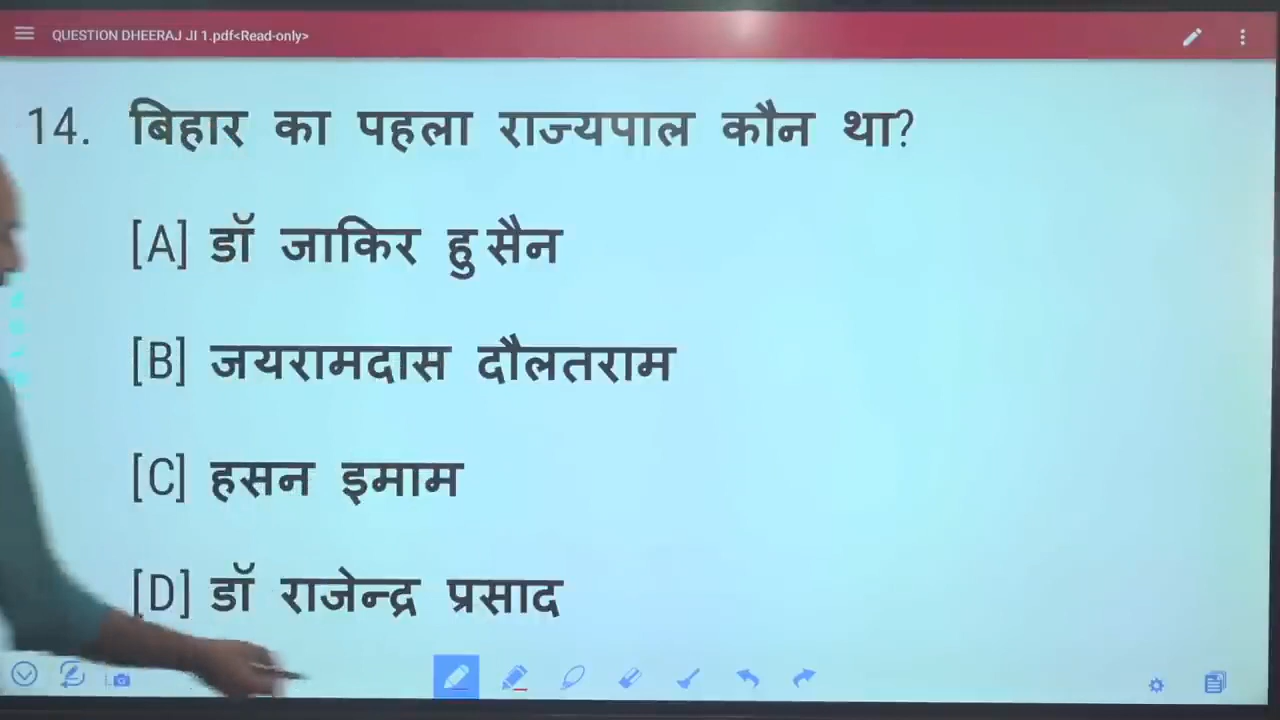 QUESTION DHEERAJ JI 1.pdf<Read-only>
14. बिहार का पहला राज्यपाल कौन था?
[A] डॉ जाकिर हुसैन
[B] जयरामदास दौलतराम
[C] हसन इमाम
[D] डॉ राजेन्द्र प्रसाद